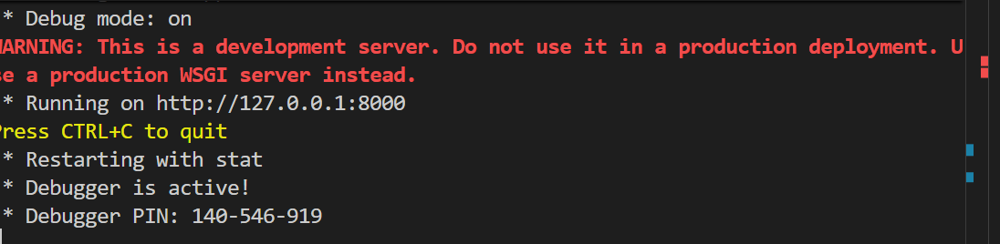 * Debug mode: on
WARNING: This is a development server. Do not use it in a production deployment. U
se a production WSGI server instead.
* Running on http://127.0.0.1:8000
Press CTRL+C to quit
* Restarting with stat
* Debugger is active!
* Debugger PIN: 140-546-919